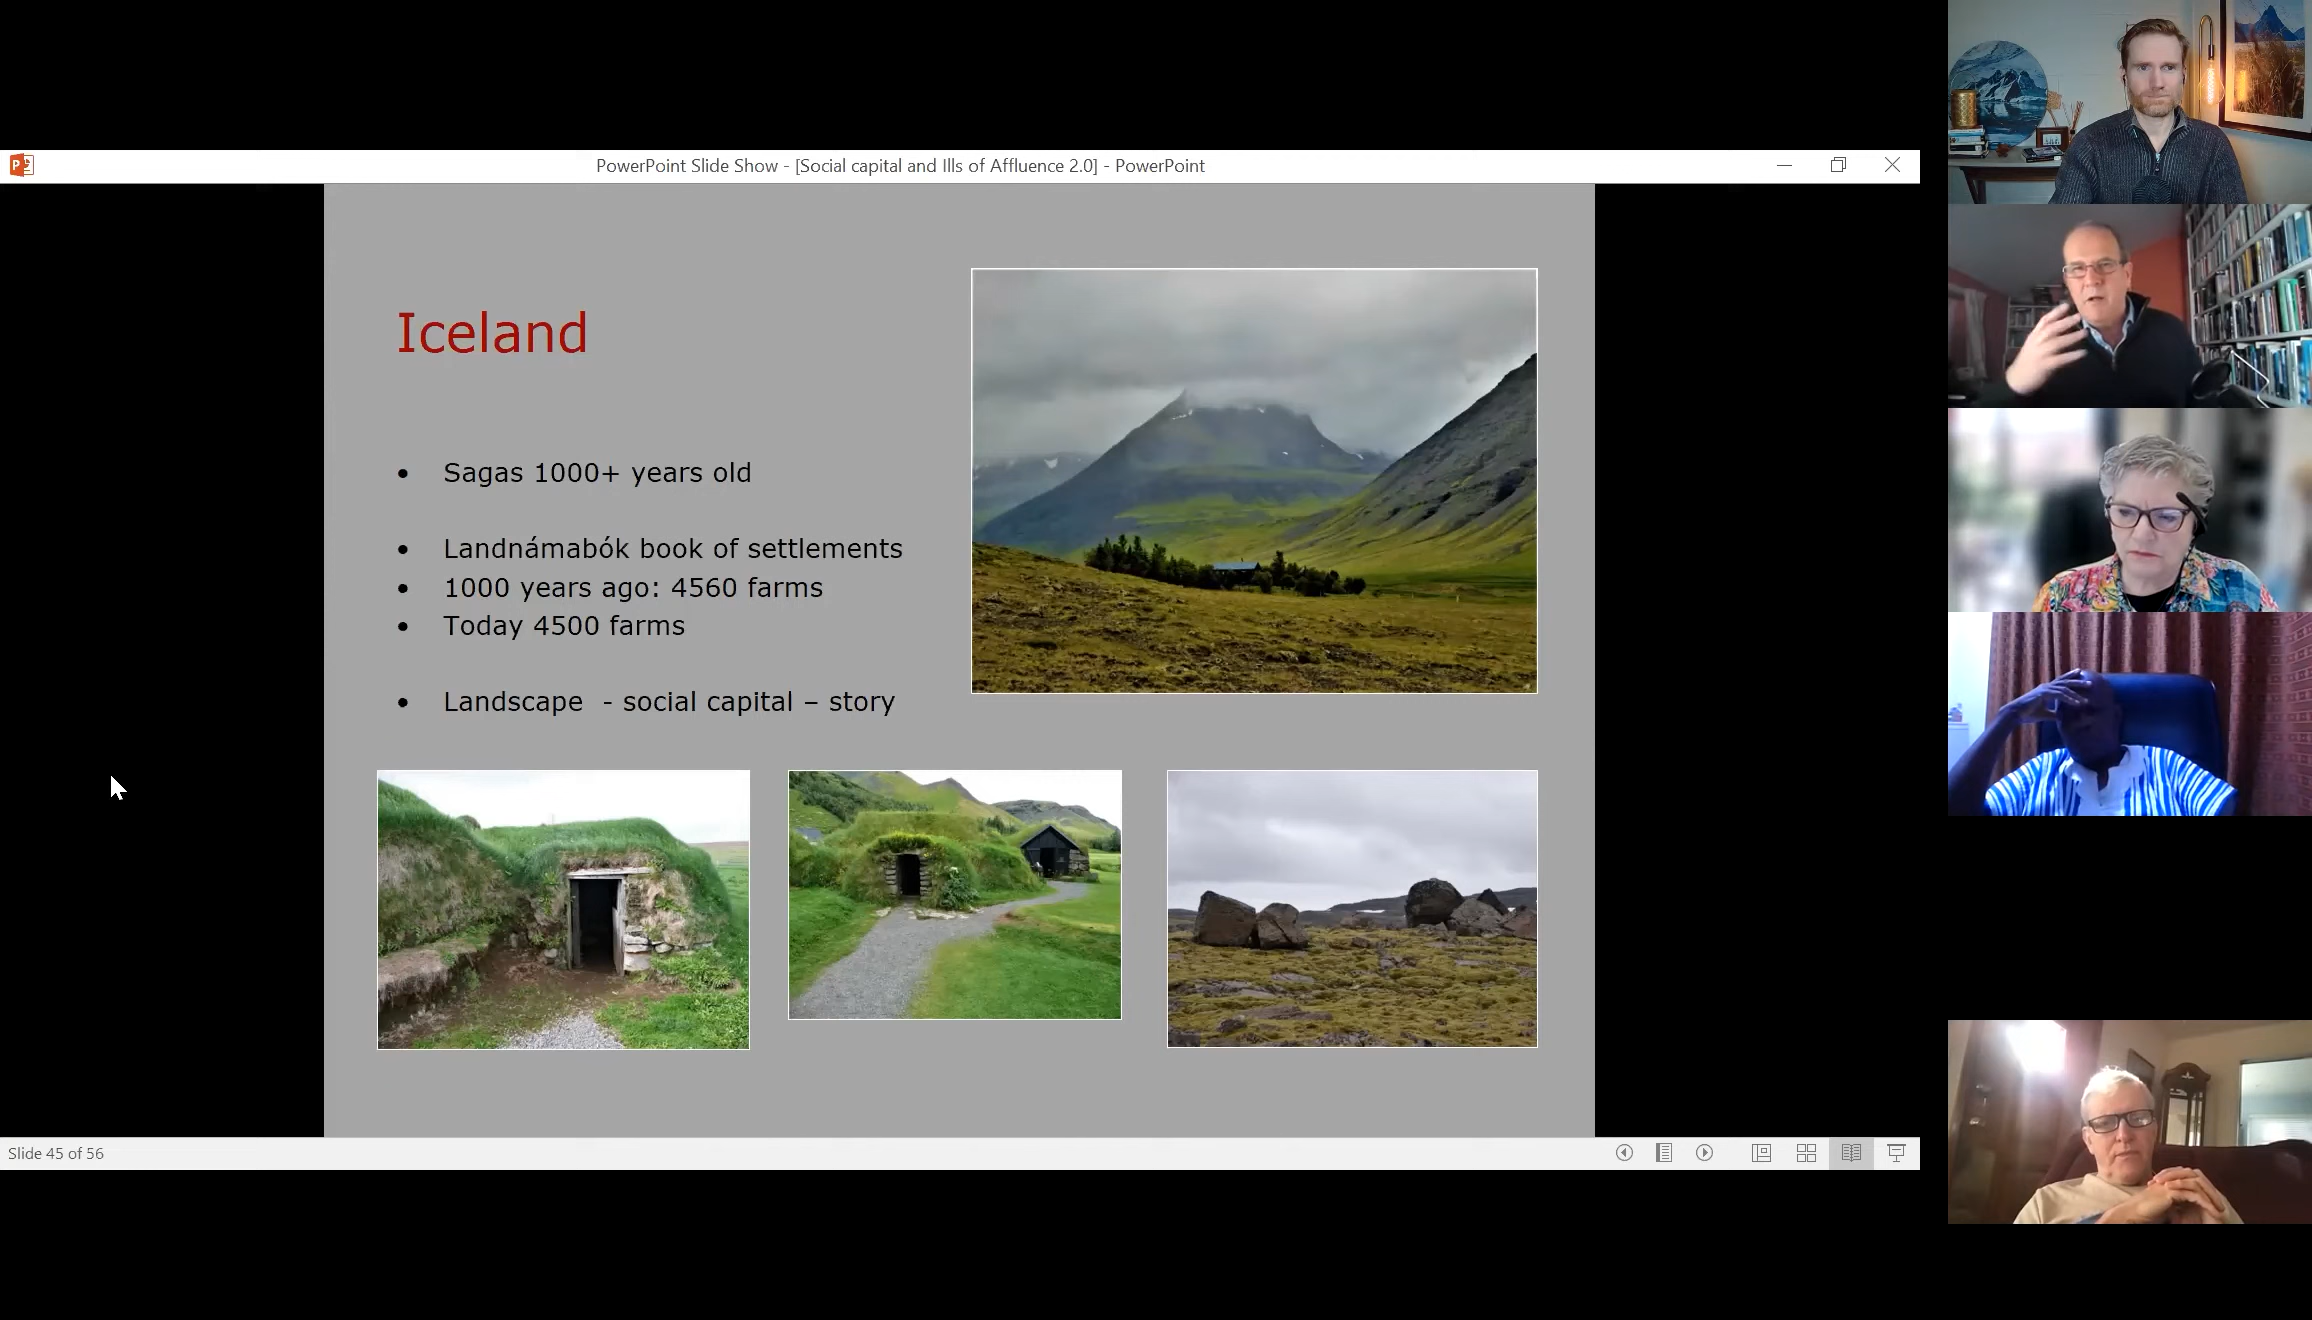 PowerPoint Slide Show - [Social capital and Ills of Affluence 2.0] - PowerPoint
Iceland
• Sagas 1000+ years old
• Landnámabók book of settlements
• 1000 years ago: 4560 farms
• Today 4500 farms
• Landscape  - social capital – story
Slide 45 of 56